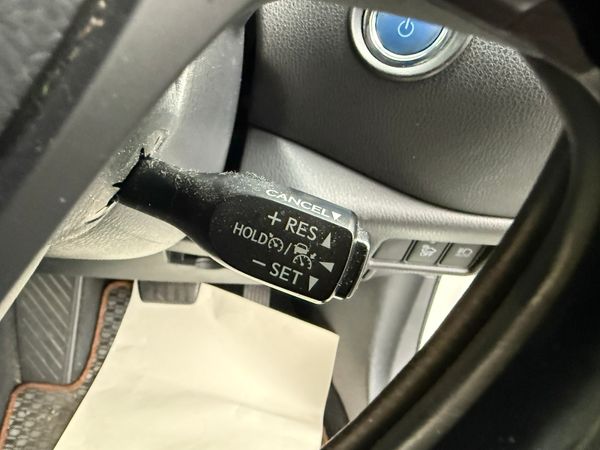 CANCEL
+ RES
HOLD /
− SET